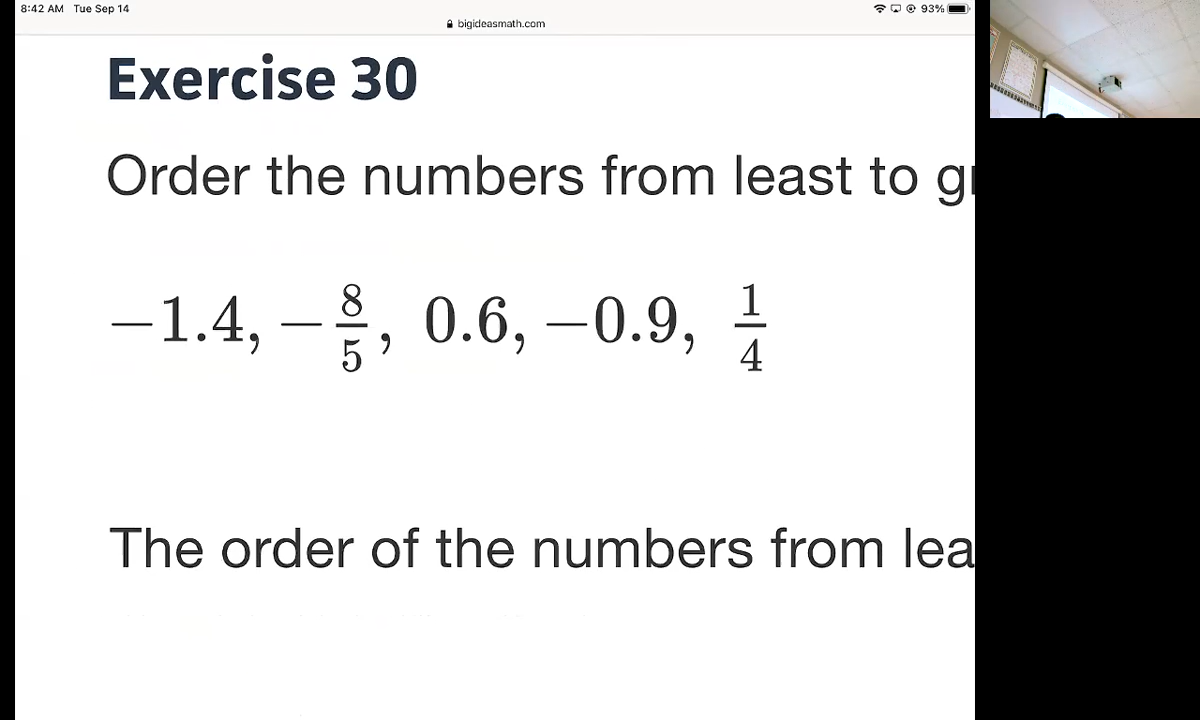 8:42 AM Tue Sep 14 93%
bigideasmath.com
Exercise 30
Order the numbers from least to gr
−1.4, −8/5, 0.6, −0.9, 1/4
The order of the numbers from lea